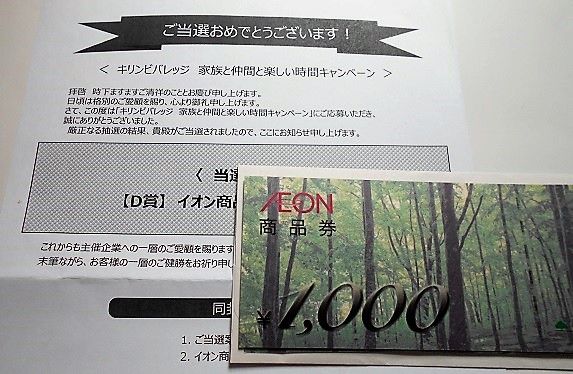 ご当選おめでとうございます！
＜ キリンビバレッジ 家族と仲間と楽しい時間キャンペーン ＞
拝啓 時下ますますご清祥のこととお慶び申し上げます。
日頃は格別のご愛顧を賜り、心より御礼申し上げます。
さて、この度は「キリンビバレッジ 家族と仲間と楽しい時間キャンペーン」にご応募いただき、
誠にありがとうございました。
厳正なる抽選の結果、貴殿がご当選されましたので、ここにお知らせ申し上げます。
＜ 当選
【D賞】 イオン商品
これからも主催企業への一層のご愛顧を賜ります
末筆ながら、お客様の一層のご健勝をお祈り申し
同封
1. ご当選
2. イオン商
ÆON
商品券
¥1,000